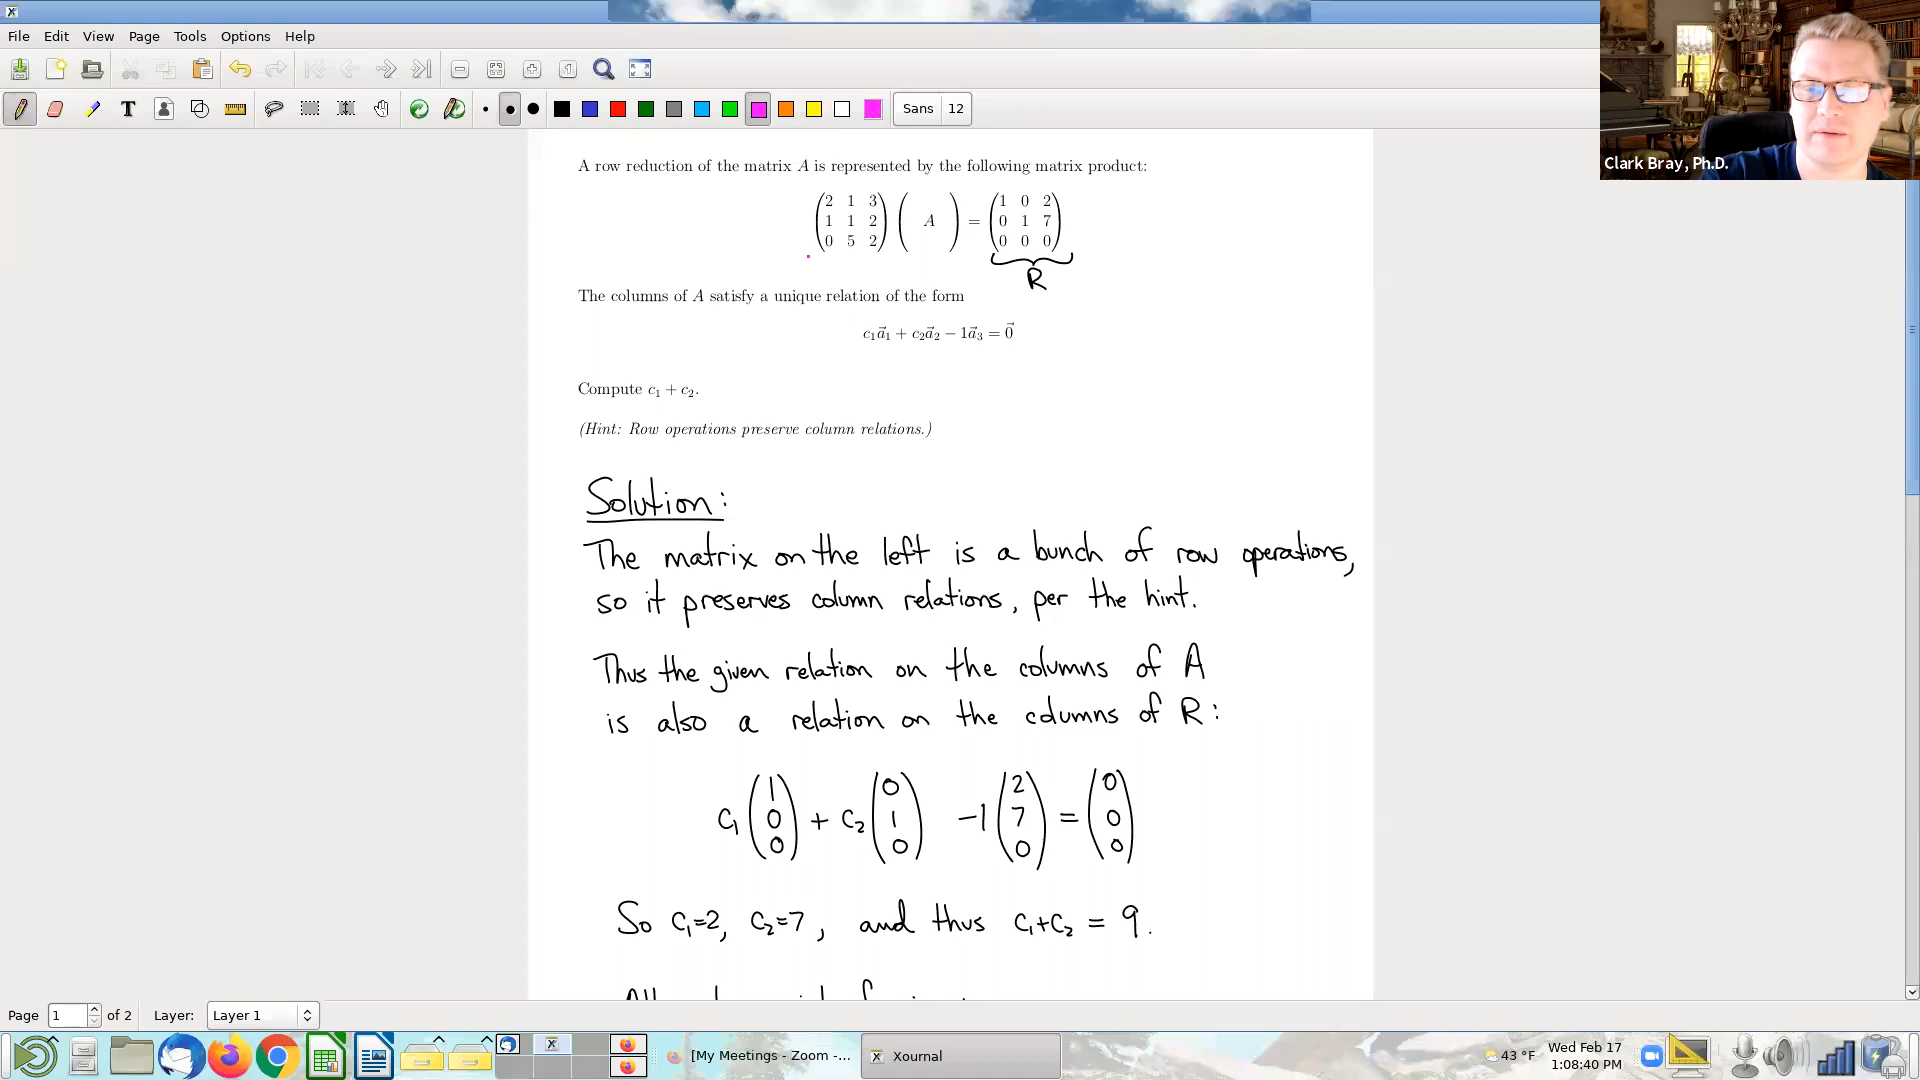 File Edit View Page Tools Options Help
Sans 12
Clark Bray, Ph.D.
A row reduction of the matrix A is represented by the following matrix product:
(2 1 3) ( ) (1 0 2)
(1 1 2) ( A ) = (0 1 7)
(0 5 2) ( ) (0 0 0)
R
The columns of A satisfy a unique relation of the form
c₁a⃗₁ + c₂a⃗₂ − 1a⃗₃ = 0⃗
Compute c₁ + c₂.
(Hint: Row operations preserve column relations.)
Solution:
The matrix on the left is a bunch of row operations,
so it preserves column relations, per the hint.
Thus the given relation on the columns of A
is also a relation on the columns of R:
(1) (0) (2) (0)
c₁ (0) + c₂ (1) −1 (7) = (0)
(0) (0) (0) (0)
So c₁=2, c₂=7, and thus c₁+c₂ = 9.
Page 1 of 2 Layer: Layer 1
[My Meetings - Zoom -... Xournal 43 °F Wed Feb 17
1:08:40 PM